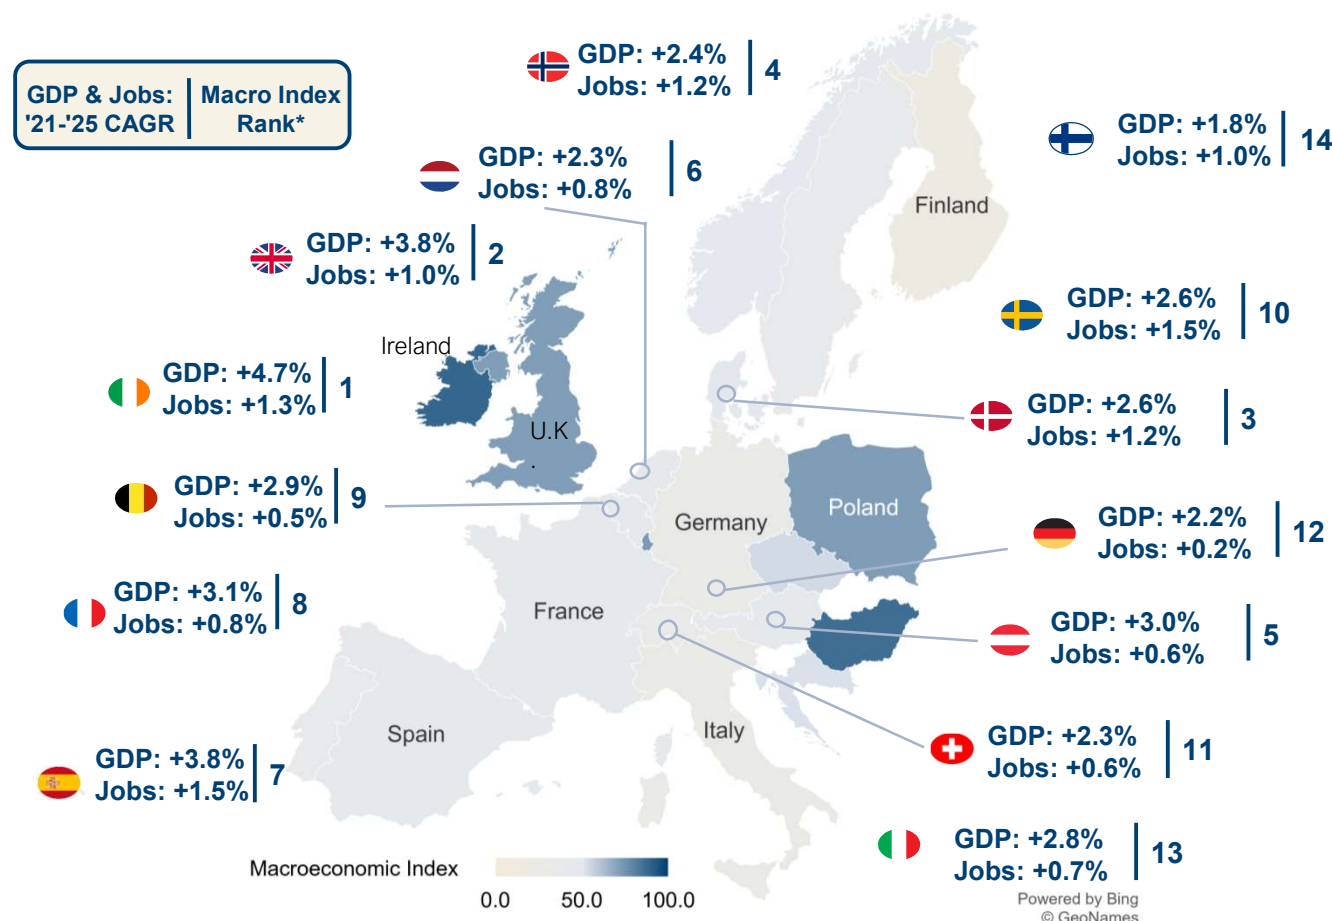 GDP & Jobs:
'21-'25 CAGR
Macro Index
Rank*
GDP: +2.4%
Jobs: +1.2%
4
GDP: +1.8%
Jobs: +1.0%
14
GDP: +2.3%
Jobs: +0.8%
6
Finland
GDP: +3.8%
Jobs: +1.0%
2
GDP: +2.6%
Jobs: +1.5%
10
Ireland
GDP: +4.7%
Jobs: +1.3%
1
U.K
.
GDP: +2.6%
Jobs: +1.2%
3
GDP: +2.9%
Jobs: +0.5%
9
Germany
Poland
GDP: +2.2%
Jobs: +0.2%
12
GDP: +3.1%
Jobs: +0.8%
8
France
GDP: +3.0%
Jobs: +0.6%
5
Spain
Italy
GDP: +2.3%
Jobs: +0.6%
11
GDP: +3.8%
Jobs: +1.5%
7
GDP: +2.8%
Jobs: +0.7%
13
Macroeconomic Index
0.0 50.0 100.0
Powered by Bing
© GeoNames